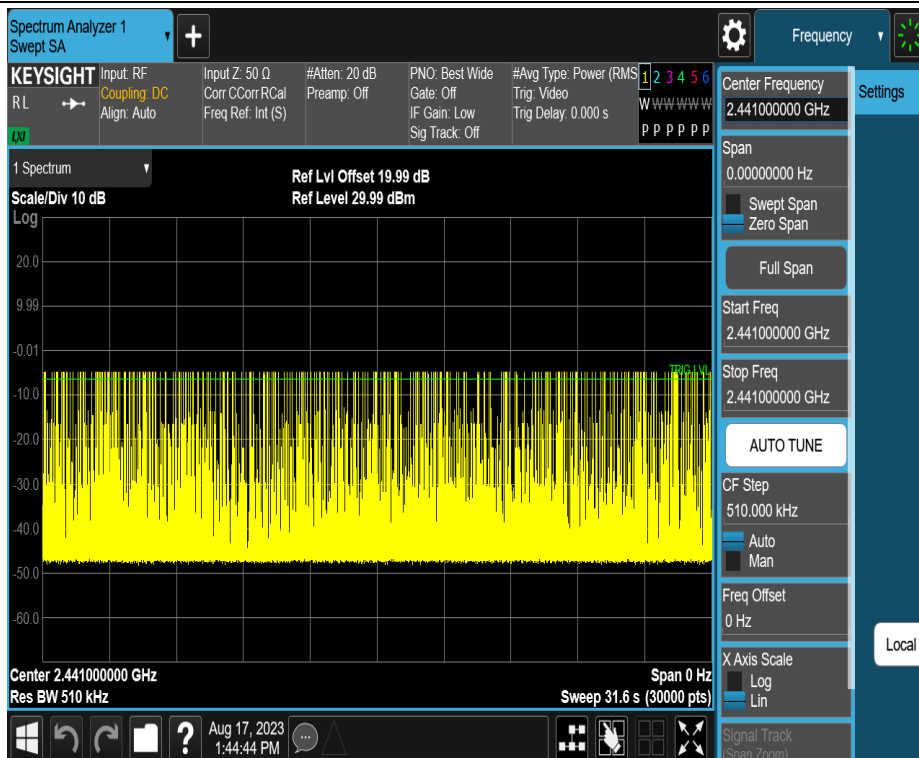 Spectrum Analyzer 1
Swept SA
+
Frequency
KEYSIGHT
RL
LXI
Input: RF
Coupling: DC
Align: Auto
Input Z: 50 Ω
Corr CCorr RCal
Freq Ref: Int (S)
#Atten: 20 dB
Preamp: Off
PNO: Best Wide
Gate: Off
IF Gain: Low
Sig Track: Off
#Avg Type: Power (RMS
Trig: Video
Trig Delay: 0.000 s
1 2 3 4 5 6
W W W W W W
P P P P P P
1 Spectrum
Scale/Div 10 dB
Ref Lvl Offset 19.99 dB
Ref Level 29.99 dBm
Log
20.0
9.99
-0.01
TRIG LVL
-10.0
-20.0
-30.0
-40.0
-50.0
-60.0
Center 2.441000000 GHz
Span 0 Hz
Res BW 510 kHz
Sweep 31.6 s (30000 pts)
Center Frequency
2.441000000 GHz
Settings
Span
0.00000000 Hz
Swept Span
Zero Span
Full Span
Start Freq
2.441000000 GHz
Stop Freq
2.441000000 GHz
AUTO TUNE
CF Step
510.000 kHz
Auto
Man
Freq Offset
0 Hz
Local
X Axis Scale
Log
Lin
Signal Track
(Span Zoom)
?
Aug 17, 2023
1:44:44 PM